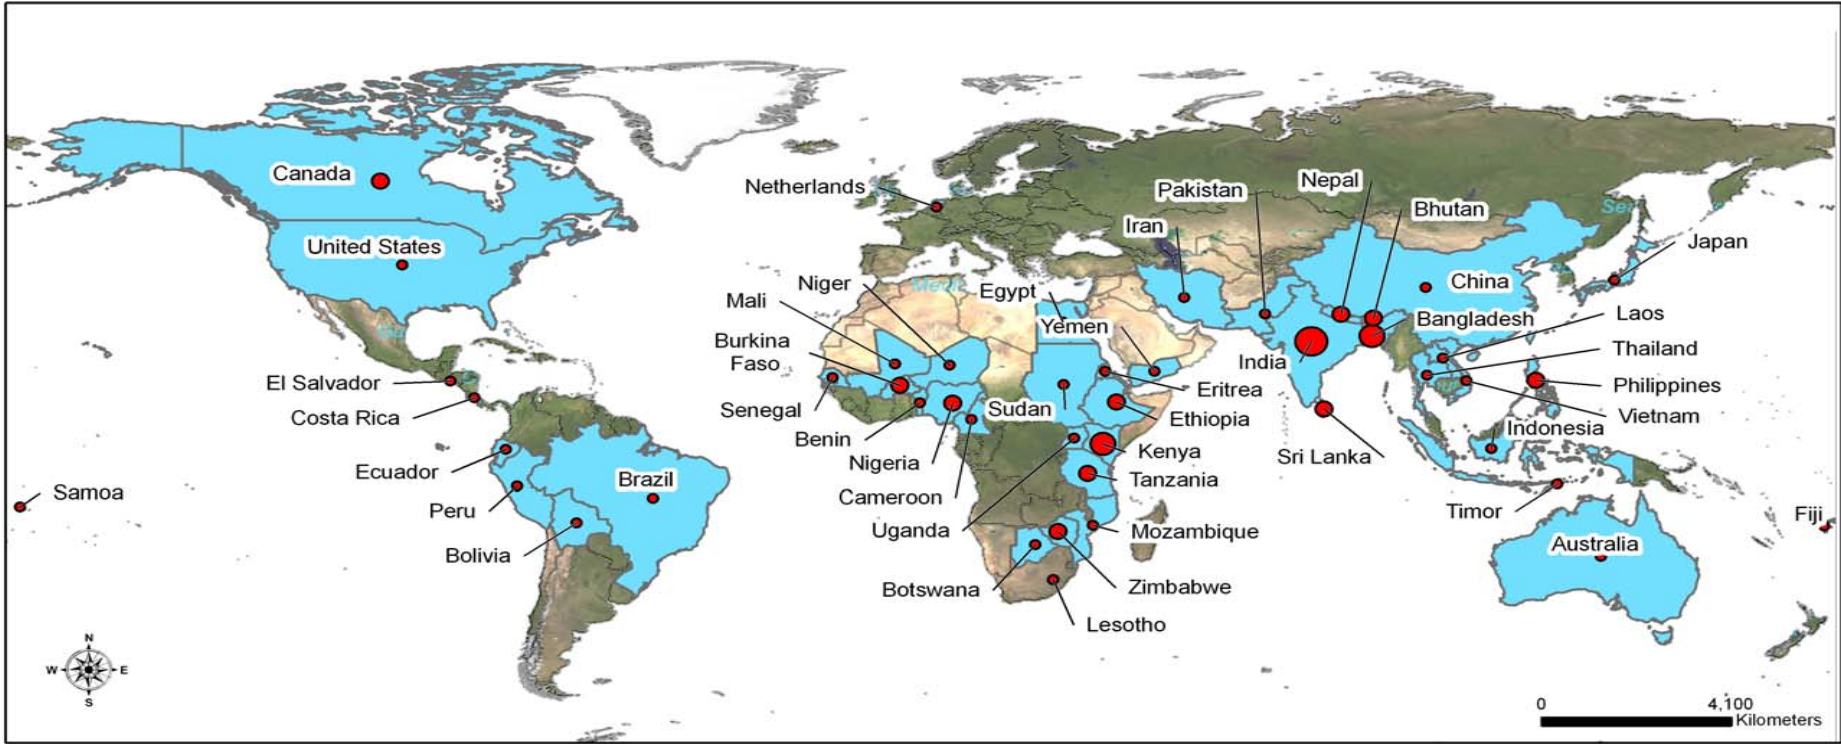 Canada
Netherlands
Pakistan
Nepal
Bhutan
Iran
United States
Japan
Niger
Egypt
China
Mali
Yemen
Bangladesh
Laos
Burkina
Faso
India
Thailand
El Salvador
Eritrea
Philippines
Senegal
Sudan
Ethiopia
Vietnam
Costa Rica
Benin
Indonesia
Nigeria
Kenya
Sri Lanka
Ecuador
Brazil
Tanzania
Samoa
Cameroon
Peru
Timor
Fiji
Uganda
Mozambique
Australia
Bolivia
Botswana
Zimbabwe
Lesotho
N
W E
S
0 4,100
Kilometers